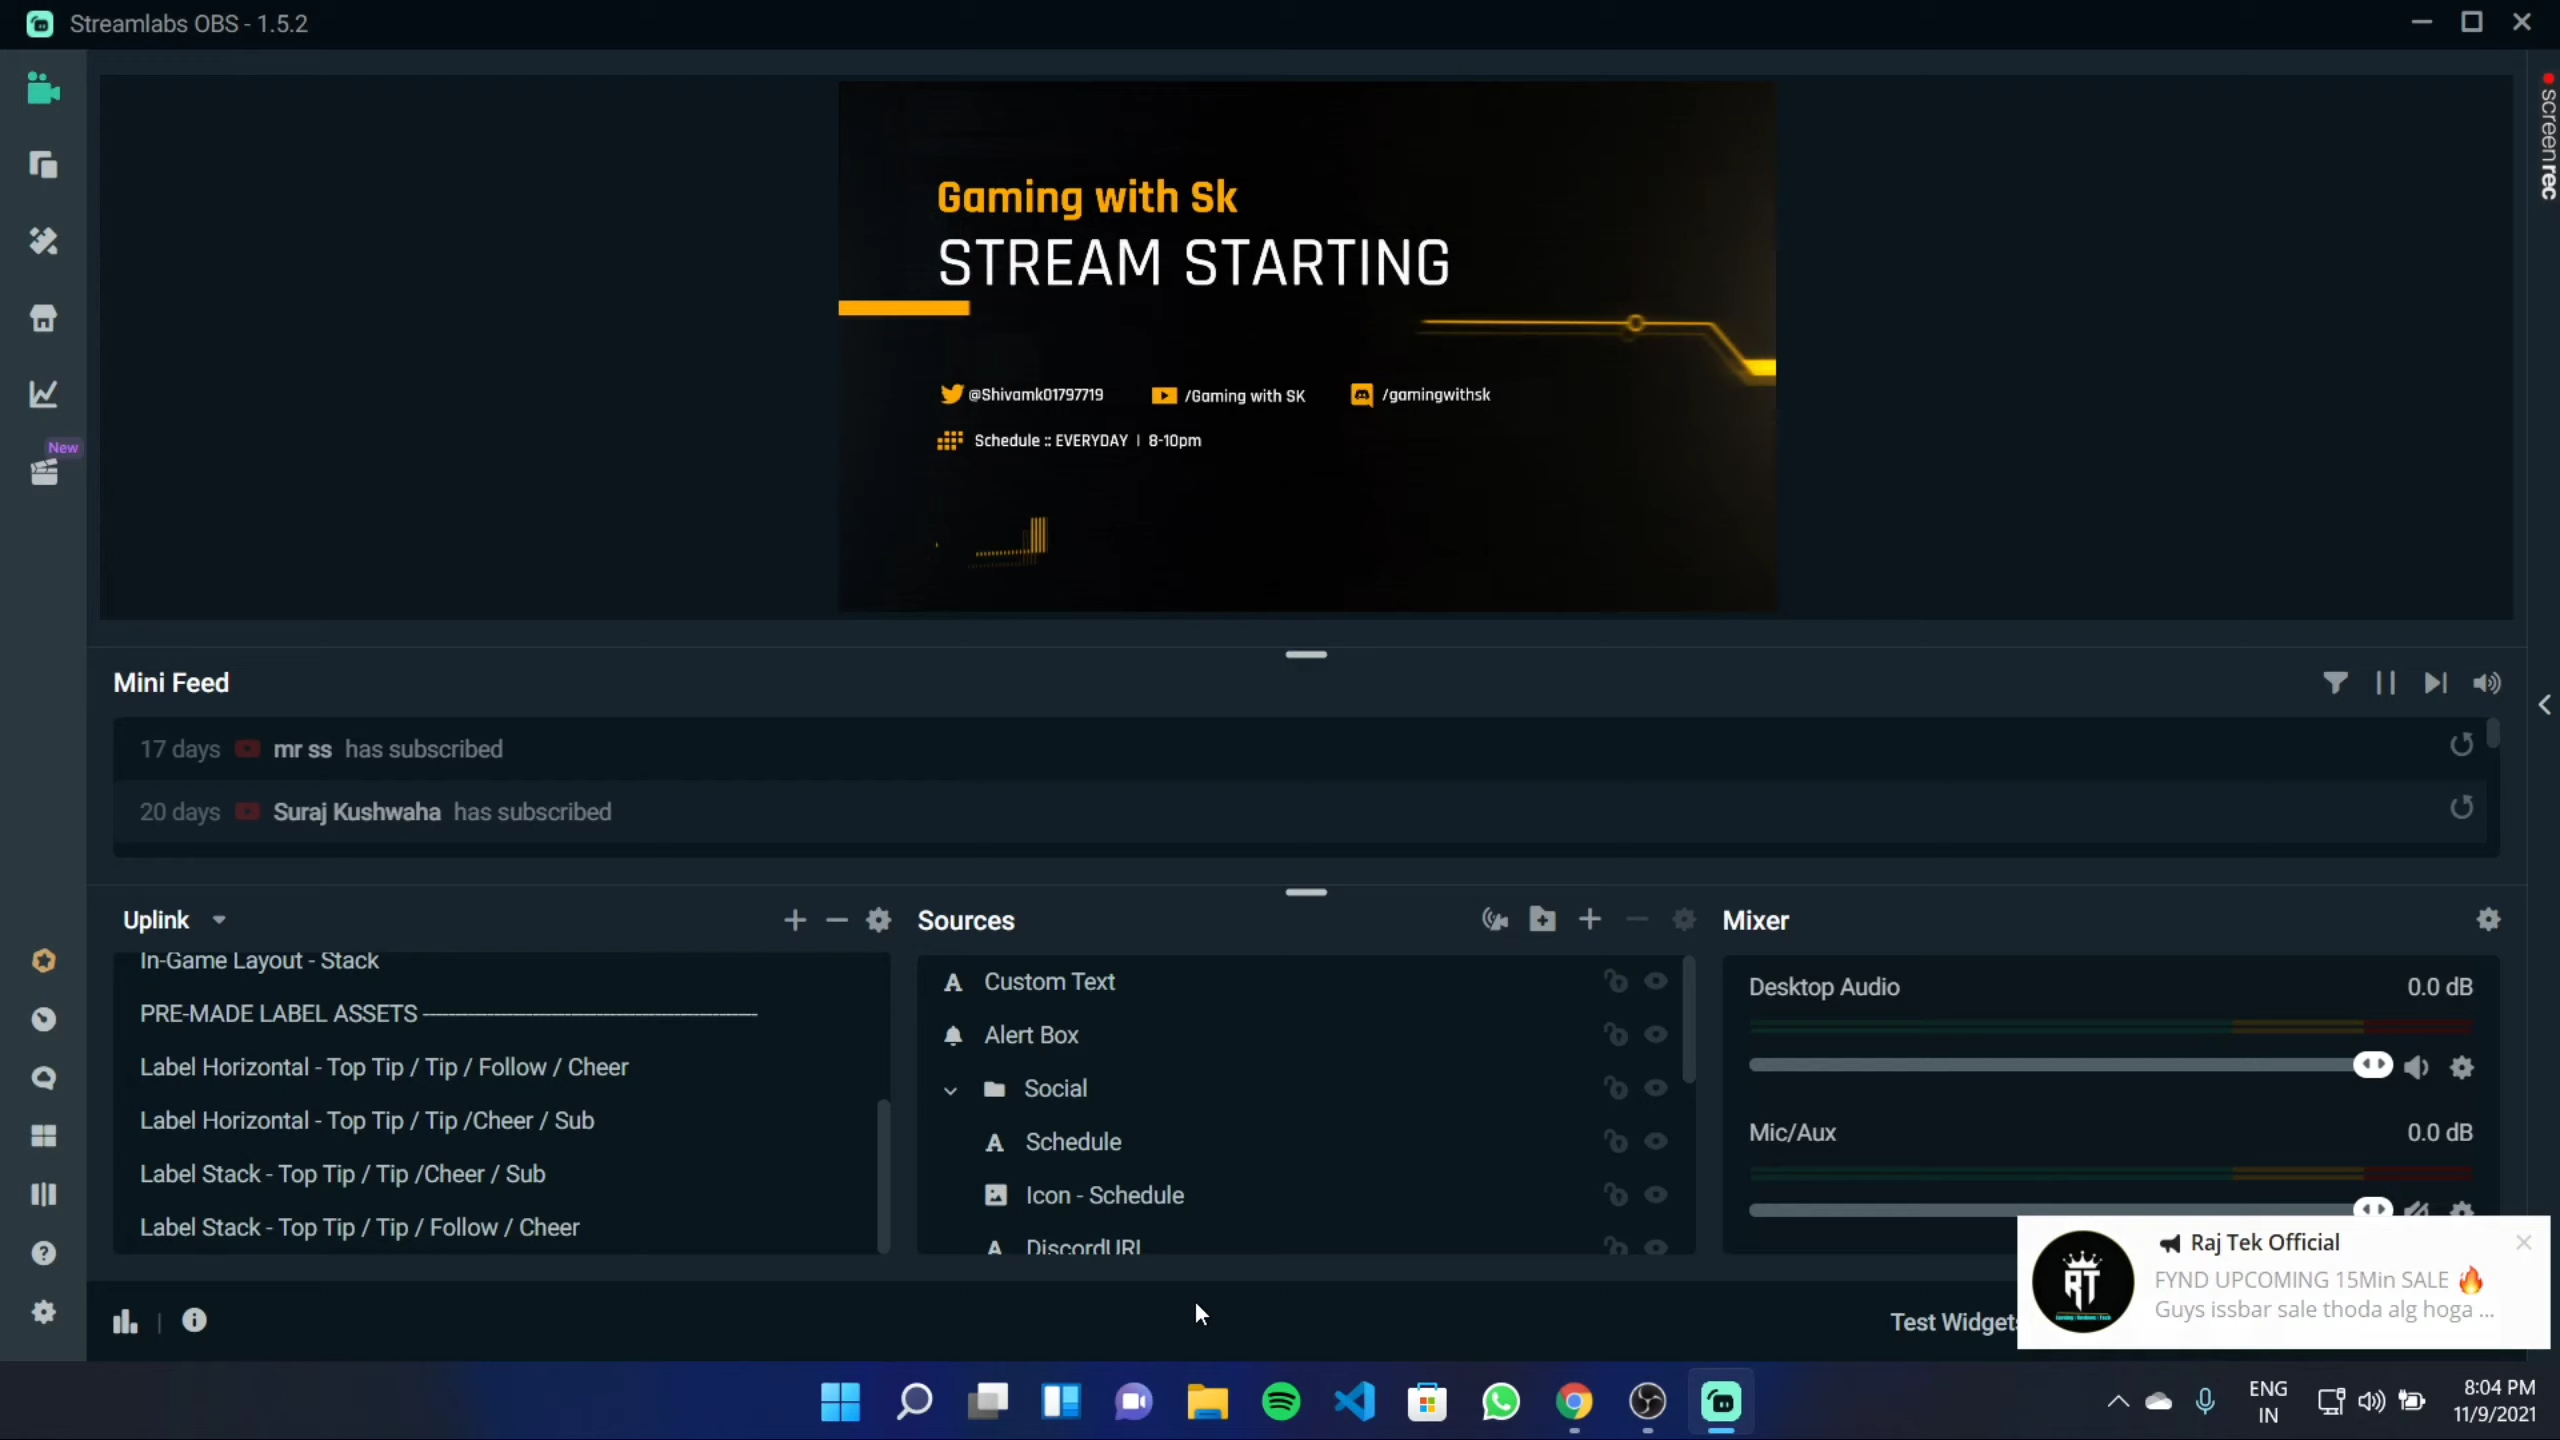 Streamlabs OBS - 1.5.2
screenrec
New
Gaming with Sk
STREAM STARTING
@Shivamk01797719 /Gaming with SK /gamingwithsk
Schedule :: EVERYDAY | 8-10pm
Mini Feed
17 days mr ss has subscribed
20 days Suraj Kushwaha has subscribed
Uplink
In-Game Layout - Stack
PRE-MADE LABEL ASSETS ------------------------------------------------
Label Horizontal - Top Tip / Tip / Follow / Cheer
Label Horizontal - Top Tip / Tip /Cheer / Sub
Label Stack - Top Tip / Tip /Cheer / Sub
Label Stack - Top Tip / Tip / Follow / Cheer
Sources
Custom Text
Alert Box
Social
Schedule
Icon - Schedule
DiscordURL
Mixer
Desktop Audio 0.0 dB
Mic/Aux 0.0 dB
Test Widgets
RT
Raj Tek Official
FYND UPCOMING 15Min SALE 🔥
Guys issbar sale thoda alg hoga ...
ENG
IN
8:04 PM
11/9/2021